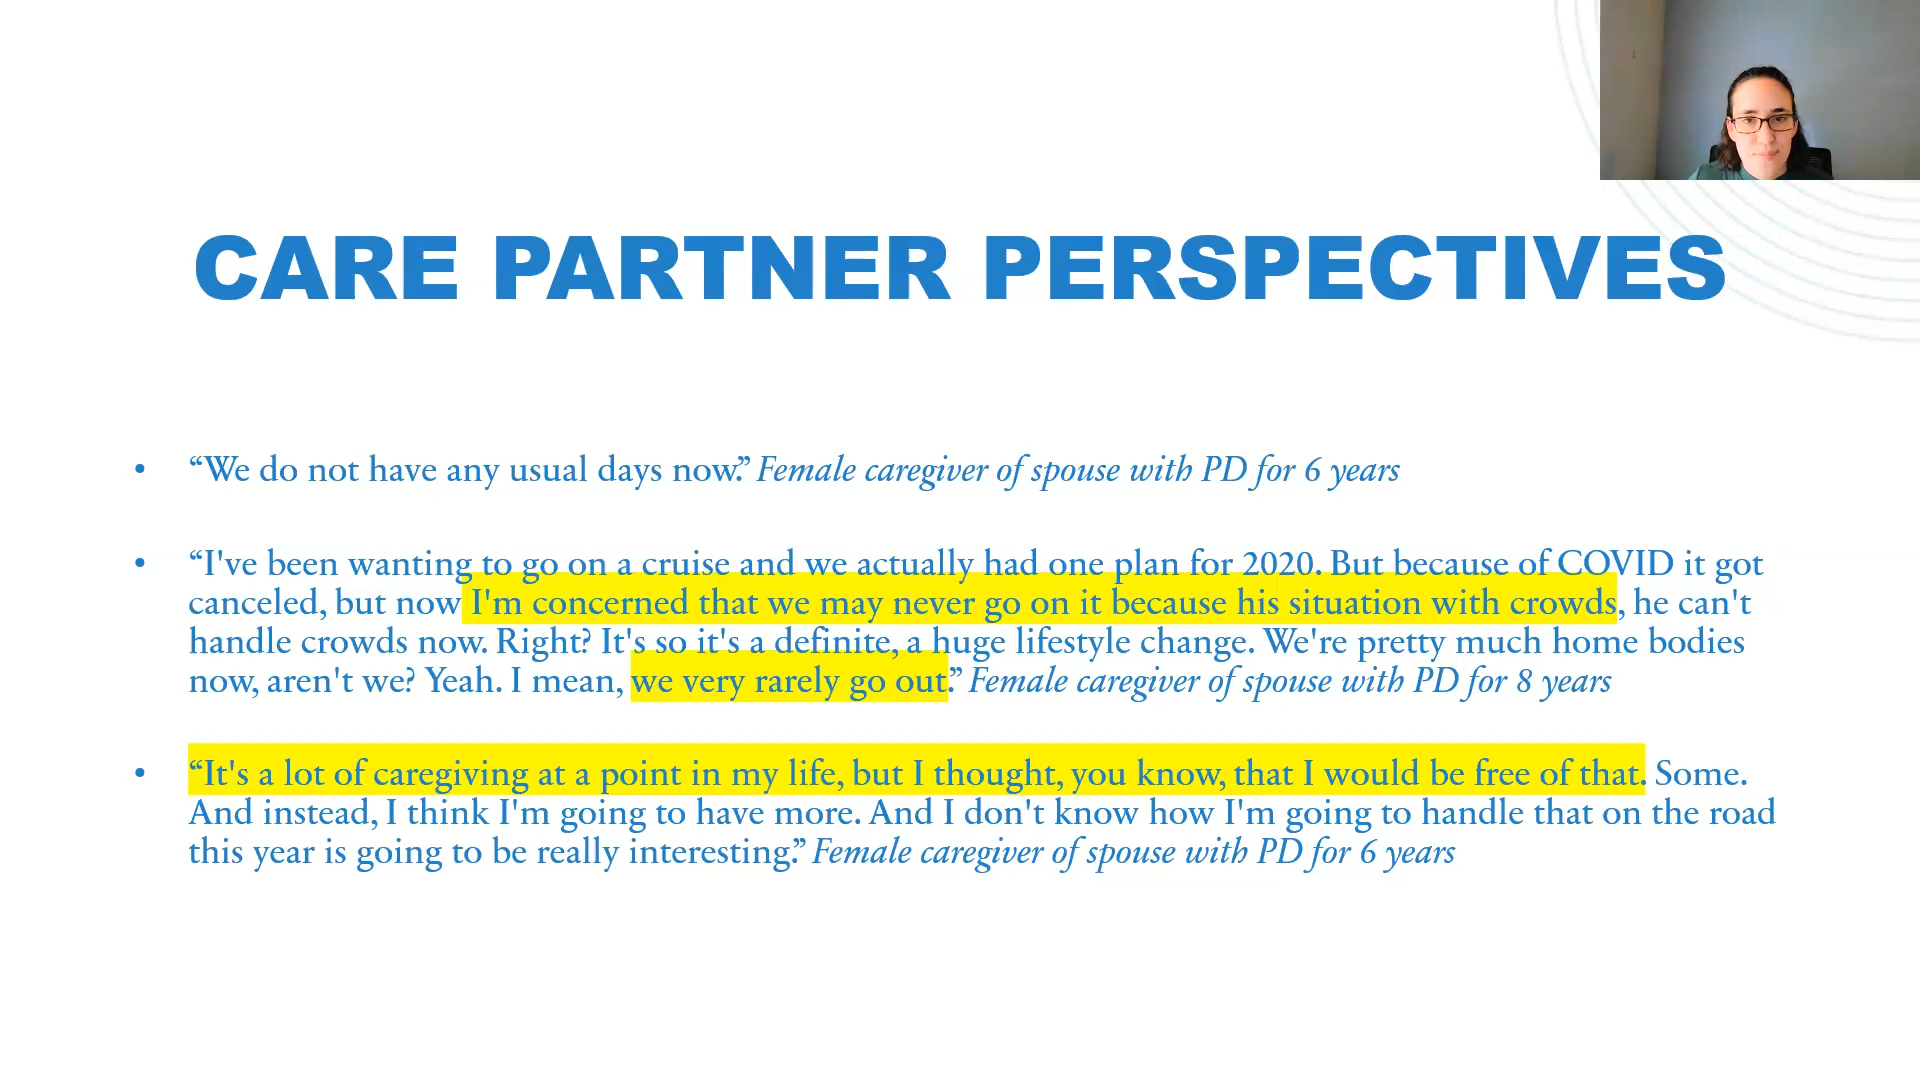 CARE PARTNER PERSPECTIVES
• “We do not have any usual days now.” Female caregiver of spouse with PD for 6 years
• “I've been wanting to go on a cruise and we actually had one plan for 2020. But because of COVID it got
canceled, but now I'm concerned that we may never go on it because his situation with crowds, he can't
handle crowds now. Right? It's so it's a definite, a huge lifestyle change. We're pretty much home bodies
now, aren't we? Yeah. I mean, we very rarely go out.” Female caregiver of spouse with PD for 8 years
• “It's a lot of caregiving at a point in my life, but I thought, you know, that I would be free of that. Some.
And instead, I think I'm going to have more. And I don't know how I'm going to handle that on the road
this year is going to be really interesting.” Female caregiver of spouse with PD for 6 years